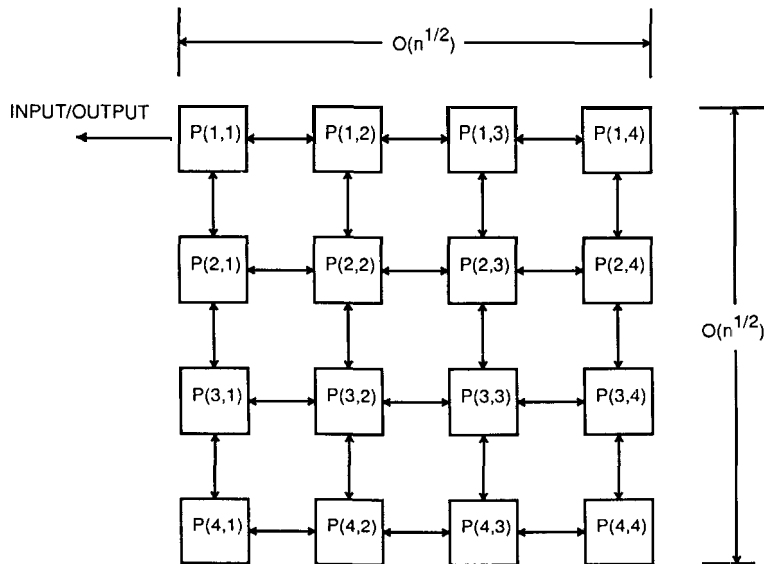 O(n^1/2)
INPUT/OUTPUT
P(1,1) P(1,2) P(1,3) P(1,4)
P(2,1) P(2,2) P(2,3) P(2,4)
O(n^1/2)
P(3,1) P(3,2) P(3,3) P(3,4)
P(4,1) P(4,2) P(4,3) P(4,4)